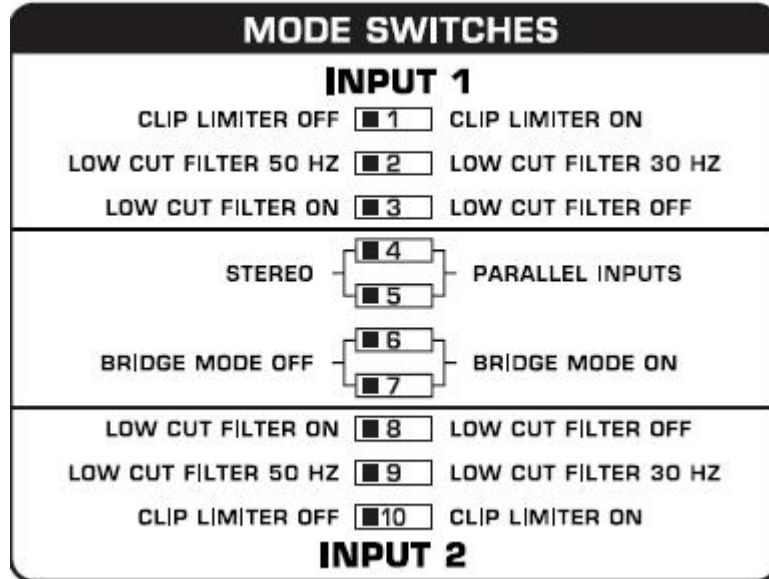 MODE SWITCHES
INPUT 1
CLIP LIMITER OFF 1 CLIP LIMITER ON
LOW CUT FILTER 50 HZ 2 LOW CUT FILTER 30 HZ
LOW CUT FILTER ON 3 LOW CUT FILTER OFF
4
STEREO PARALLEL INPUTS
5
6
BRIDGE MODE OFF BRIDGE MODE ON
7
LOW CUT FILTER ON 8 LOW CUT FILTER OFF
LOW CUT FILTER 50 HZ 9 LOW CUT FILTER 30 HZ
CLIP LIMITER OFF 10 CLIP LIMITER ON
INPUT 2